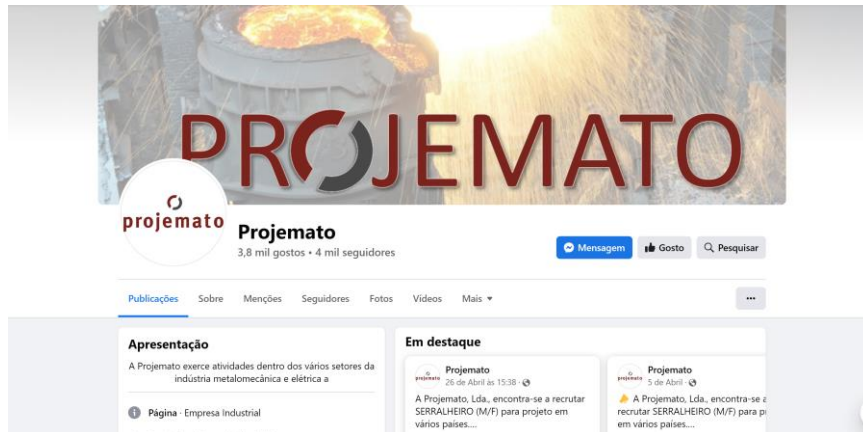 PROJEMATO
projemato
Projemato
3,8 mil gostos • 4 mil seguidores
Mensagem
Gosto
Pesquisar
Publicações
Sobre
Menções
Seguidores
Fotos
Vídeos
Mais
Apresentação
A Projemato exerce atividades dentro dos vários setores da
indústria metalomecânica e elétrica a
Página · Empresa Industrial
Em destaque
projemato
Projemato
26 de Abril às 15:38 ·
A Projemato, Lda., encontra-se a recrutar
SERRALHEIRO (M/F) para projeto em
vários países....
projemato
Projemato
5 de Abril ·
A Projemato, Lda., encontra-se a
recrutar SERRALHEIRO (M/F) para p
em vários países....